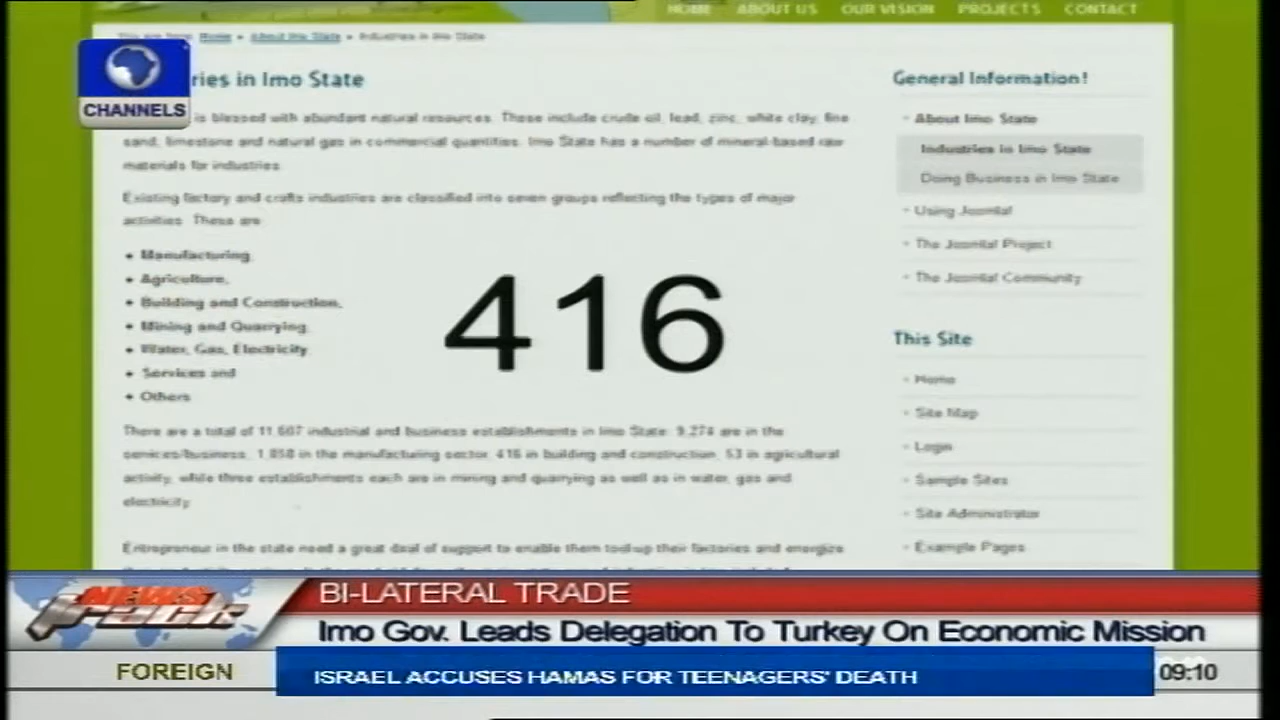 HOME ABOUT US OUR VISION PROJECTS CONTACT
You are here: Home About Imo State Industries in Imo State
CHANNELS
ries in Imo State
is blessed with abundant natural resources. These include crude oil, lead, zinc, white clay, fine
sand, limestone and natural gas in commercial quantities. Imo State has a number of mineral-based raw
materials for industries.
Existing factory and crafts industries are classified into seven groups reflecting the types of major
activities. These are
• Manufacturing,
• Agriculture,
• Building and Construction,
• Mining and Quarrying,
• Water, Gas, Electricity
• Services and
• Others
416
There are a total of 11,607 industrial and business establishments in Imo State. 9,274 are in the
services/business, 1,858 in the manufacturing sector, 416 in building and construction, 53 in agricultural
activity, while three establishments each are in mining and quarrying as well as in water, gas and
electricity.
Entrepreneur in the state need a great deal of support to enable them tool-up their factories and energize
General Information!
About Imo State
Industries in Imo State
Doing Business in Imo State
Using Joomla!
The Joomla! Project
The Joomla! Community
This Site
Home
Site Map
Login
Sample Sites
Site Administrator
Example Pages
NEWS Track
BI-LATERAL TRADE
Imo Gov. Leads Delegation To Turkey On Economic Mission
FOREIGN
ISRAEL ACCUSES HAMAS FOR TEENAGERS' DEATH
09:10